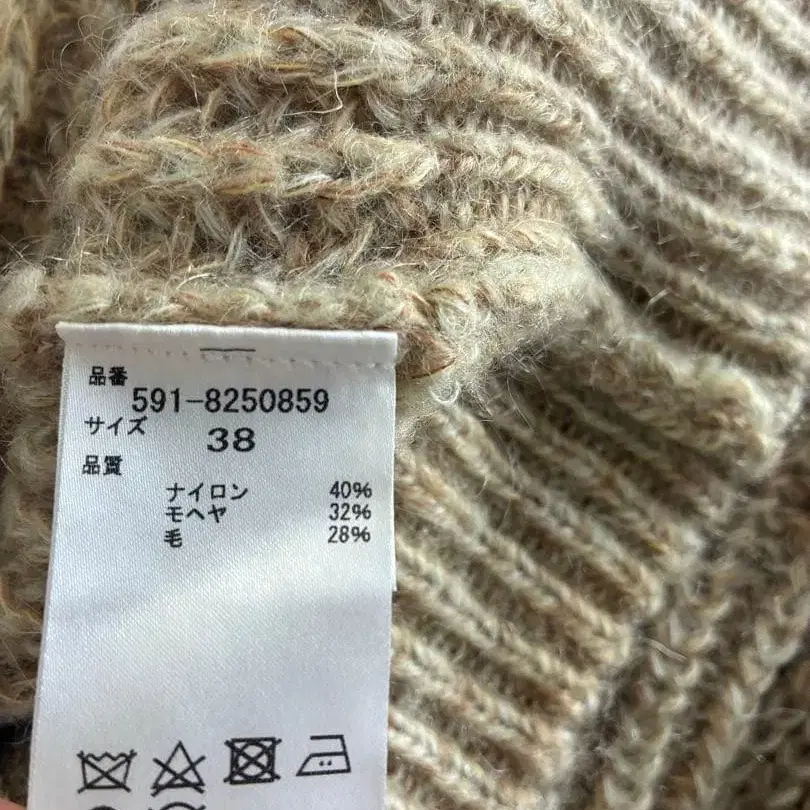 品番
591-8250859
サイズ 38
品質
ナイロン 40%
モヘヤ 32%
毛 28%